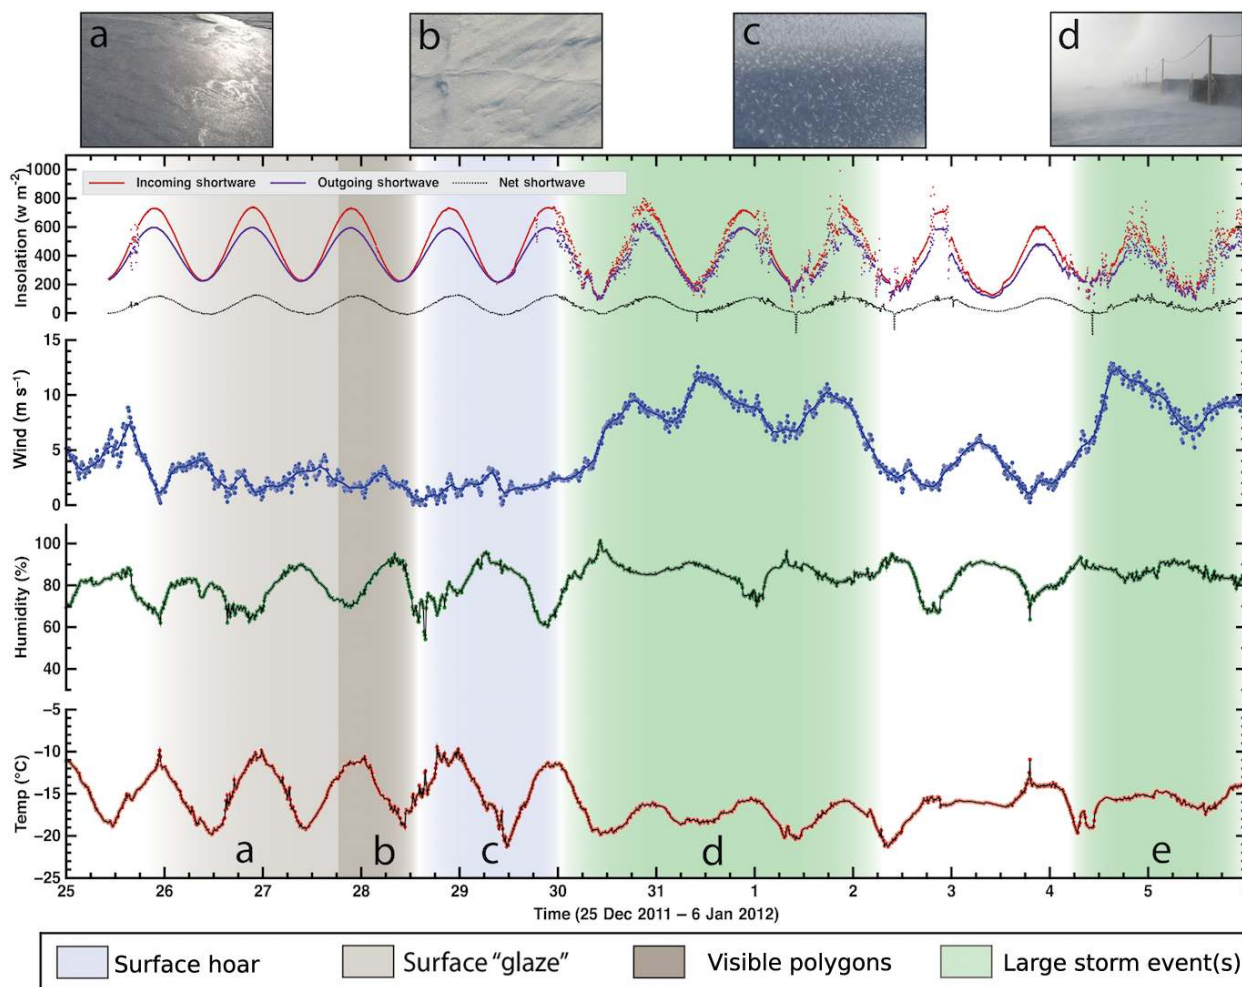 a
b
c
d
Insolation (w m⁻²)
1000
800
600
400
200
0
Incoming shortware
Outgoing shortwave
Net shortwave
Wind (m s⁻¹)
15
10
5
0
Humidity (%)
100
80
60
40
Temp (°C)
−5
−10
−15
−20
−25
a
b
c
d
e
25 26 27 28 29 30 31 1 2 3 4 5
Time (25 Dec 2011 – 6 Jan 2012)
Surface hoar
Surface “glaze”
Visible polygons
Large storm event(s)